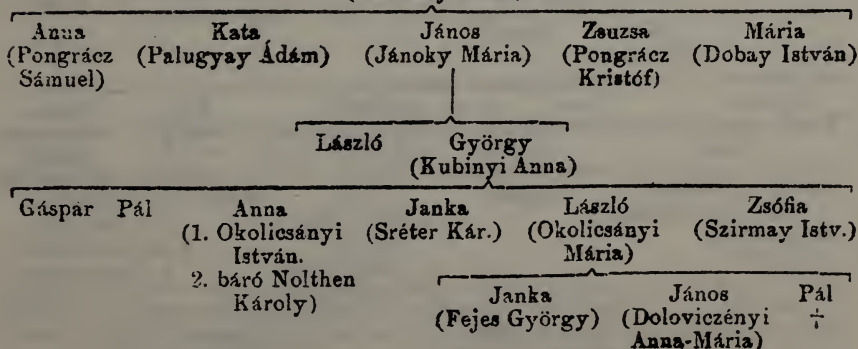 Anna Kata János Zsuzsa Mária
(Pongrácz (Palugyay Ádám) (Jánoky Mária) (Pongrácz (Dobay István)
Sámuel) Kristóf)
László György
(Kubinyi Anna)
Gáspár Pál Anna Janka László Zsófia
(1. Okolicsányi (Sréter Kár.) (Okolicsányi (Szirmay Istv.)
István. Mária)
2. báró Nolthen
Károly)
Janka János Pál
(Fejes György) (Doloviczényi ÷
Anna-Mária)